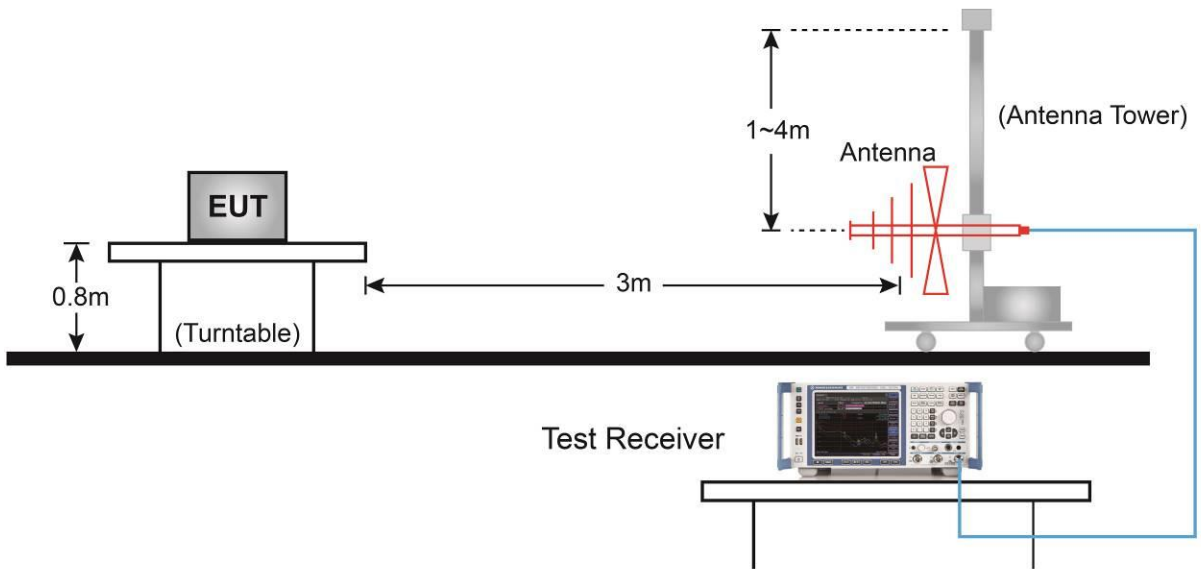 1~4m
(Antenna Tower)
Antenna
EUT
0.8m
3m
(Turntable)
Test Receiver